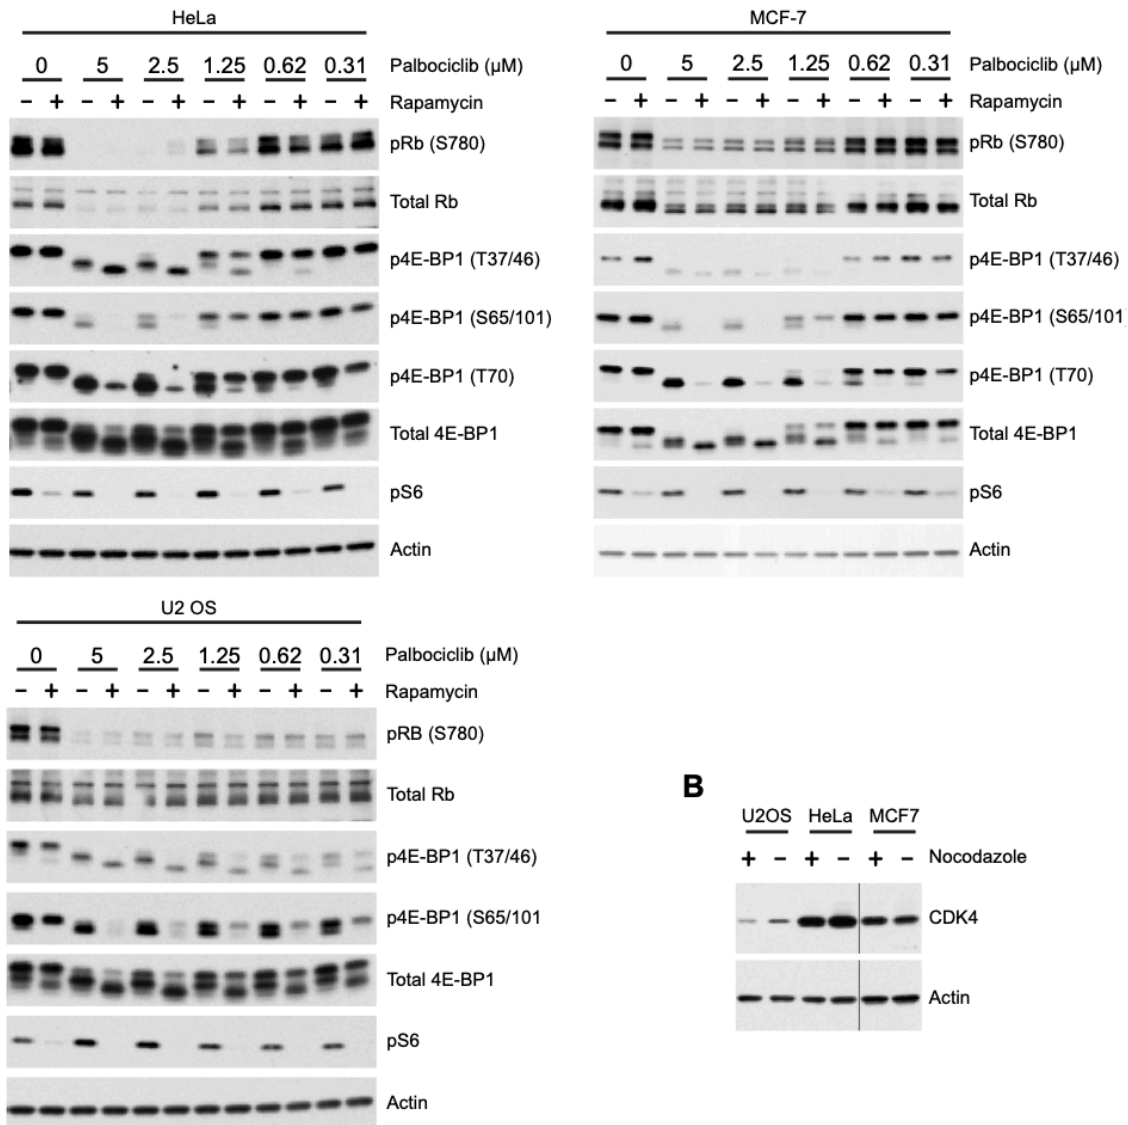 HeLa
0 5 2.5 1.25 0.62 0.31 Palbociclib (µM)
– + – + – + – + – + – + Rapamycin
pRb (S780)
Total Rb
p4E-BP1 (T37/46)
p4E-BP1 (S65/101)
p4E-BP1 (T70)
Total 4E-BP1
pS6
Actin
MCF-7
0 5 2.5 1.25 0.62 0.31 Palbociclib (µM)
– + – + – + – + – + – + Rapamycin
pRb (S780)
Total Rb
p4E-BP1 (T37/46)
p4E-BP1 (S65/101)
p4E-BP1 (T70)
Total 4E-BP1
pS6
Actin
U2 OS
0 5 2.5 1.25 0.62 0.31 Palbociclib (µM)
– + – + – + – + – + – + Rapamycin
pRB (S780)
Total Rb
p4E-BP1 (T37/46)
p4E-BP1 (S65/101
Total 4E-BP1
pS6
Actin
B
U2OS HeLa MCF7
+ – + – + – Nocodazole
CDK4
Actin